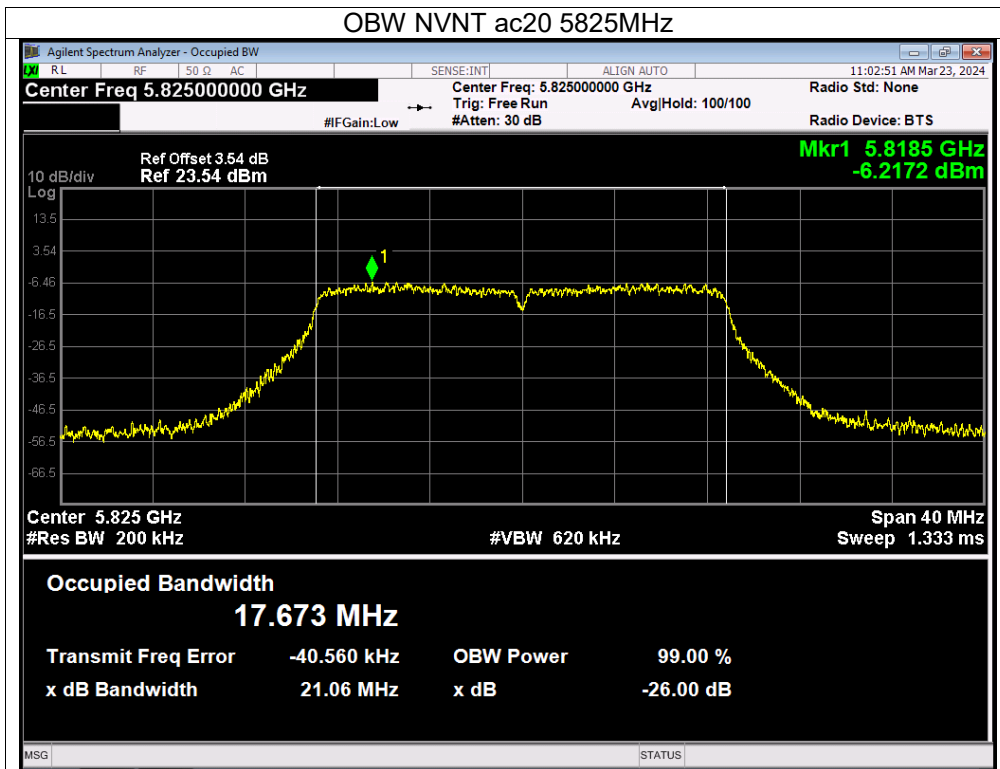 OBW NVNT ac20 5825MHz
Agilent Spectrum Analyzer - Occupied BW
LXI RL RF 50 Ω AC SENSE:INT ALIGN AUTO 11:02:51 AM Mar 23, 2024
Center Freq 5.825000000 GHz Center Freq: 5.825000000 GHz Radio Std: None
Trig: Free Run Avg|Hold: 100/100
#IFGain:Low #Atten: 30 dB Radio Device: BTS
Mkr1 5.8185 GHz
-6.2172 dBm
Ref Offset 3.54 dB
10 dB/div Ref 23.54 dBm
Log
13.5
3.54
-6.46
-16.5
-26.5
-36.5
-46.5
-56.5
-66.5
1
Center 5.825 GHz Span 40 MHz
#Res BW 200 kHz #VBW 620 kHz Sweep 1.333 ms
Occupied Bandwidth
17.673 MHz
Transmit Freq Error -40.560 kHz OBW Power 99.00 %
x dB Bandwidth 21.06 MHz x dB -26.00 dB
MSG STATUS